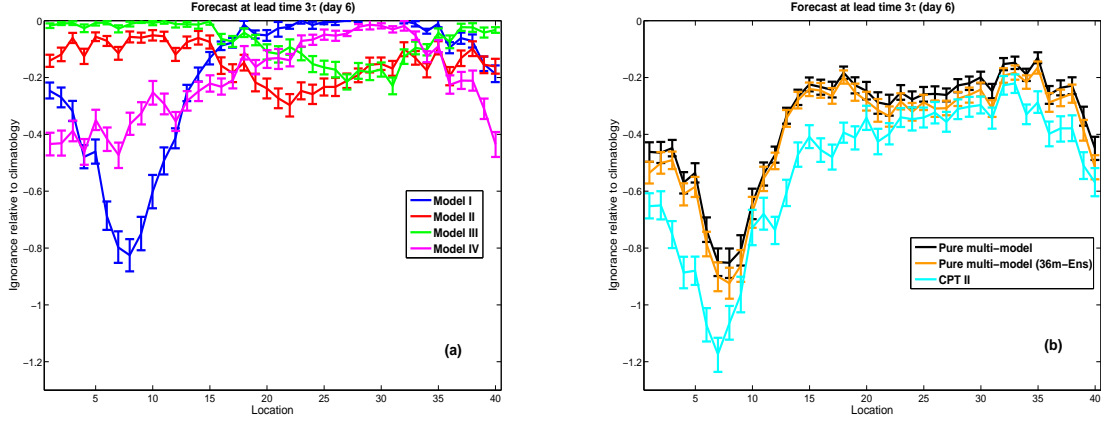 Forecast at lead time 3τ (day 6)
Ignorance relative to climatology
0
−0.2
−0.4
−0.6
−0.8
−1
−1.2
5 10 15 20 25 30 35 40
Location
Model I
Model II
Model III
Model IV
(a)
Forecast at lead time 3τ (day 6)
Ignorance relative to climatology
0
−0.2
−0.4
−0.6
−0.8
−1
−1.2
5 10 15 20 25 30 35 40
Location
Pure multi−model
Pure multi−model (36m−Ens)
CPT II
(b)